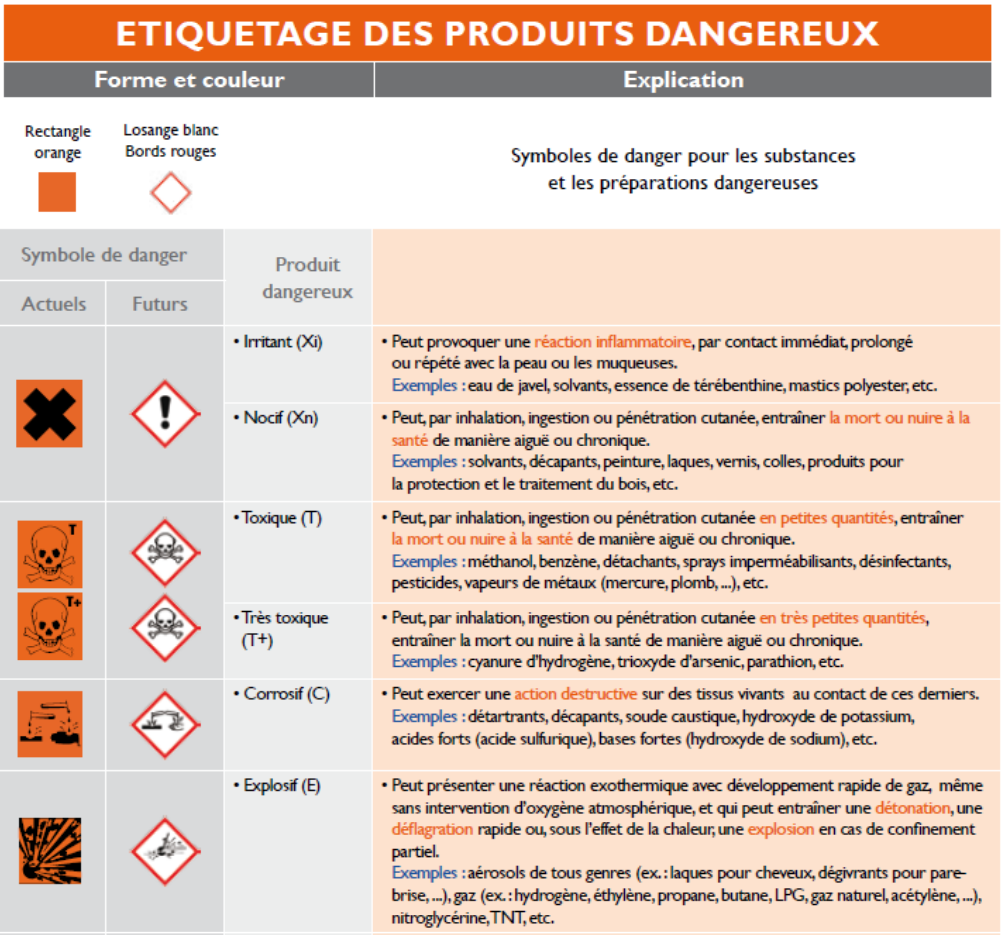 ETIQUETAGE DES PRODUITS DANGEREUX
Forme et couleur
Explication
Rectangle
orange
Losange blanc
Bords rouges
Symboles de danger pour les substances
et les préparations dangereuses
Symbole de danger
Produit
dangereux
Actuels
Futurs
• Irritant (Xi)
• Peut provoquer une réaction inflammatoire, par contact immédiat, prolongé
ou répété avec la peau ou les muqueuses.
Exemples : eau de javel, solvants, essence de térébenthine, mastics polyester, etc.
• Nocif (Xn)
• Peut, par inhalation, ingestion ou pénétration cutanée, entraîner la mort ou nuire à la
santé de manière aiguë ou chronique.
Exemples : solvants, décapants, peinture, laques, vernis, colles, produits pour
la protection et le traitement du bois, etc.
T
• Toxique (T)
• Peut, par inhalation, ingestion ou pénétration cutanée en petites quantités, entraîner
la mort ou nuire à la santé de manière aiguë ou chronique.
Exemples : méthanol, benzène, détachants, sprays imperméabilisants, désinfectants,
pesticides, vapeurs de métaux (mercure, plomb, ...), etc.
T+
• Très toxique
(T+)
• Peut, par inhalation, ingestion ou pénétration cutanée en très petites quantités,
entraîner la mort ou nuire à la santé de manière aiguë ou chronique.
Exemples : cyanure d'hydrogène, trioxyde d'arsenic, parathion, etc.
• Corrosif (C)
• Peut exercer une action destructive sur des tissus vivants au contact de ces derniers.
Exemples : détartrants, décapants, soude caustique, hydroxyde de potassium,
acides forts (acide sulfurique), bases fortes (hydroxyde de sodium), etc.
• Explosif (E)
• Peut présenter une réaction exothermique avec développement rapide de gaz, même
sans intervention d'oxygène atmosphérique, et qui peut entraîner une détonation, une
déflagration rapide ou, sous l'effet de la chaleur, une explosion en cas de confinement
partiel.
Exemples : aérosols de tous genres (ex. : laques pour cheveux, dégivrants pour pare-
brise, ...), gaz (ex. : hydrogène, éthylène, propane, butane, LPG, gaz naturel, acétylène, ...),
nitroglycérine, TNT, etc.